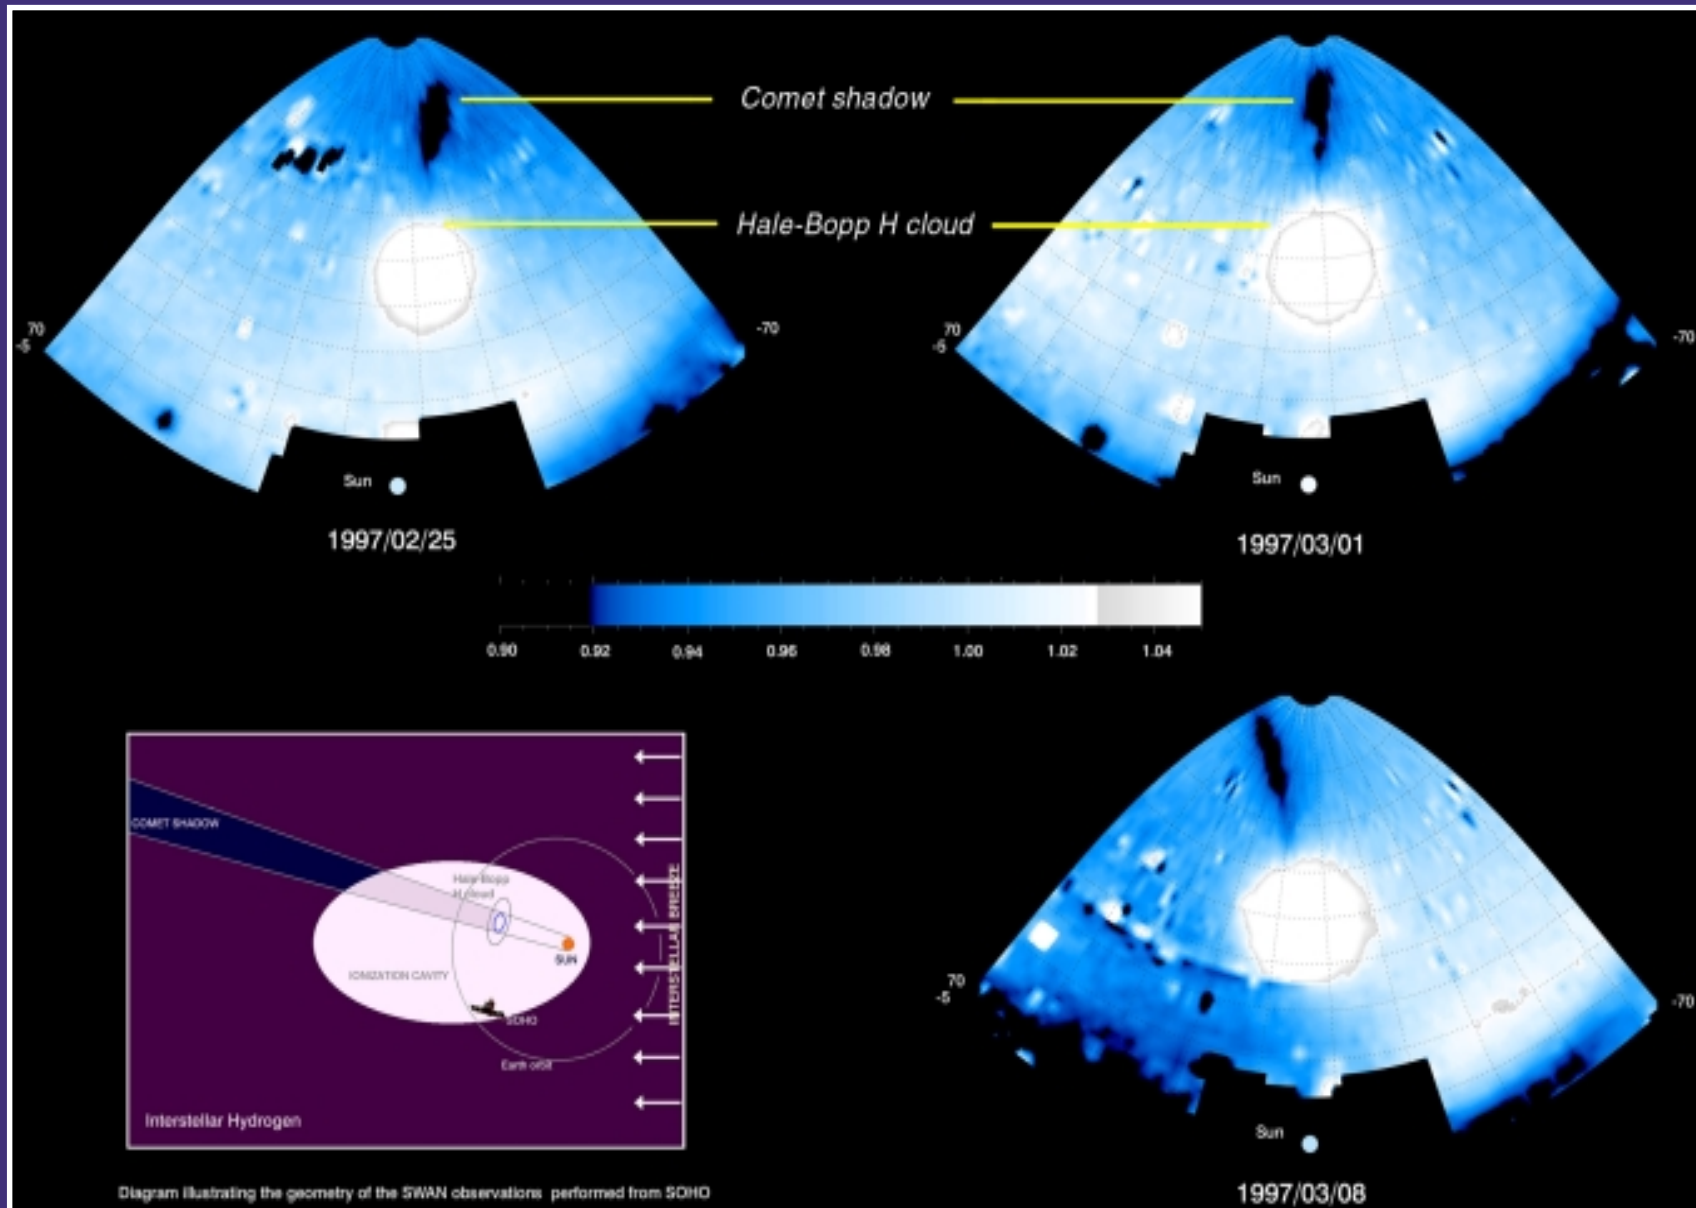 Comet shadow
Hale-Bopp H cloud
70
-5
-70
70
-5
-70
Sun
Sun
1997/02/25
1997/03/01
0.90 0.92 0.94 0.96 0.98 1.00 1.02 1.04
COMET SHADOW
Hale-Bopp
H cloud
INTERSTELLAR BREEZE
SUN
IONIZATION CAVITY
SOHO
Earth orbit
Interstellar Hydrogen
70
-5
-70
Sun
Diagram illustrating the geometry of the SWAN observations performed from SOHO
1997/03/08